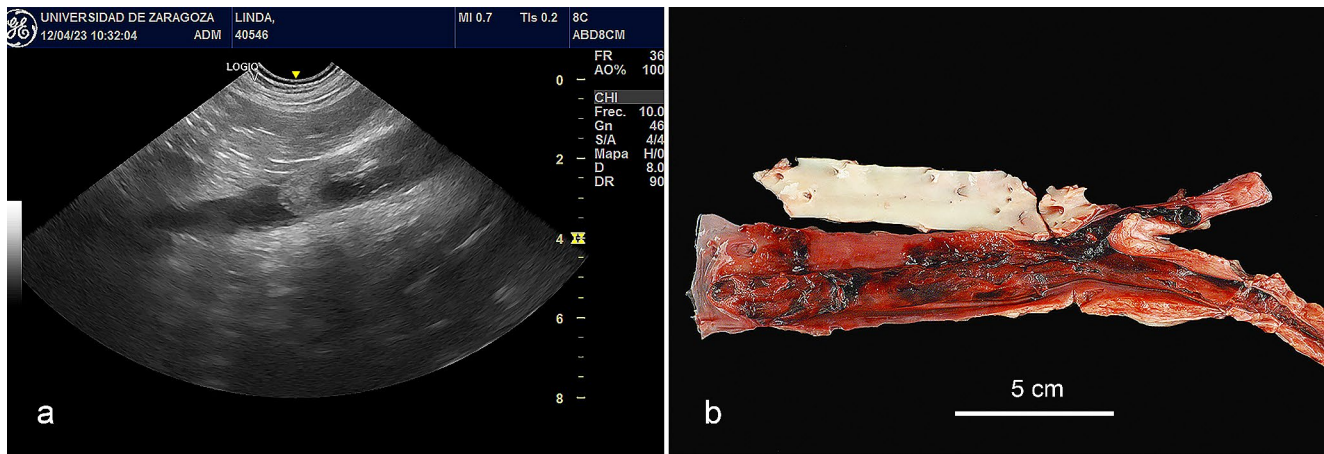 GE
UNIVERSIDAD DE ZARAGOZA
12/04/23 10:32:04 ADM
LINDA,
40546
MI 0.7 TIs 0.2
8C
ABD8CM
LOGIQ
FR 36
AO% 100
CHI
Frec. 10.0
Gn 46
S/A 4/4
Mapa H/0
D 8.0
DR 90
0
2
4
6
8
a
5 cm
b